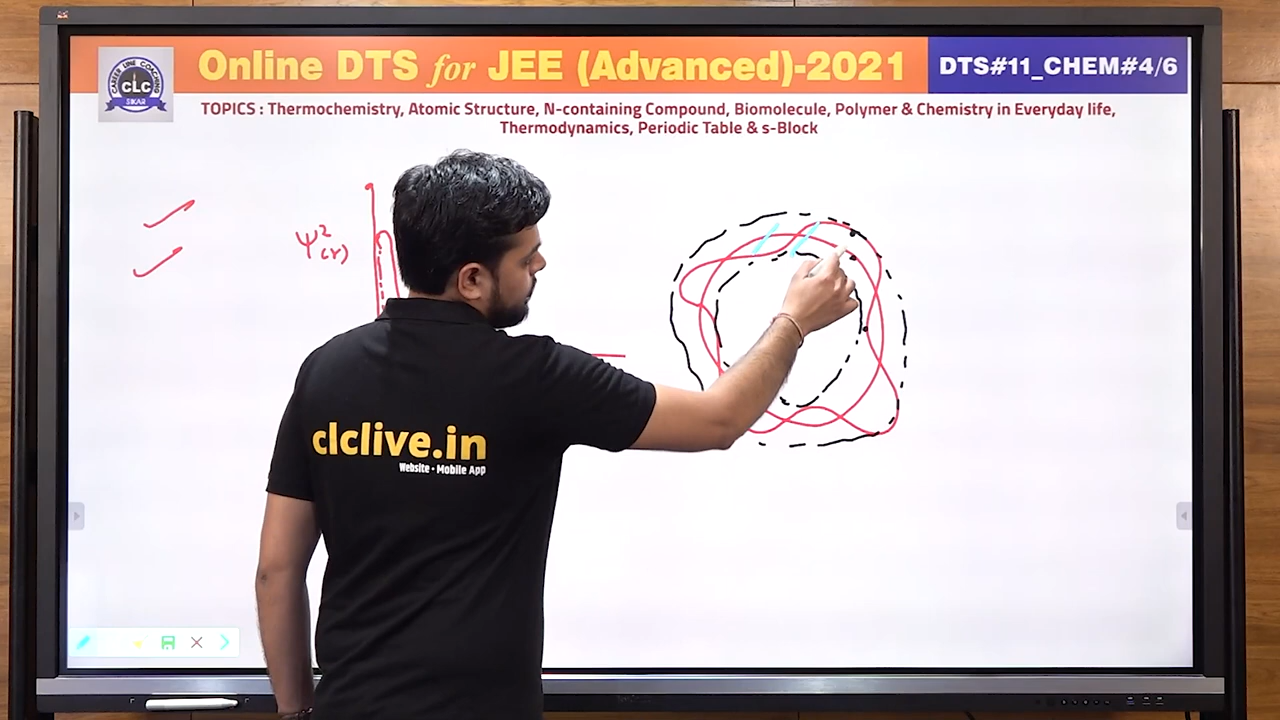 Online DTS for JEE (Advanced)-2021
DTS#11_CHEM#4/6
CAREER LINE COACHING
CLC
SIKAR
TOPICS : Thermochemistry, Atomic Structure, N-containing Compound, Biomolecule, Polymer & Chemistry in Everyday life,
Thermodynamics, Periodic Table & s-Block
ψ²(r)
clclive.in
Website • Mobile App